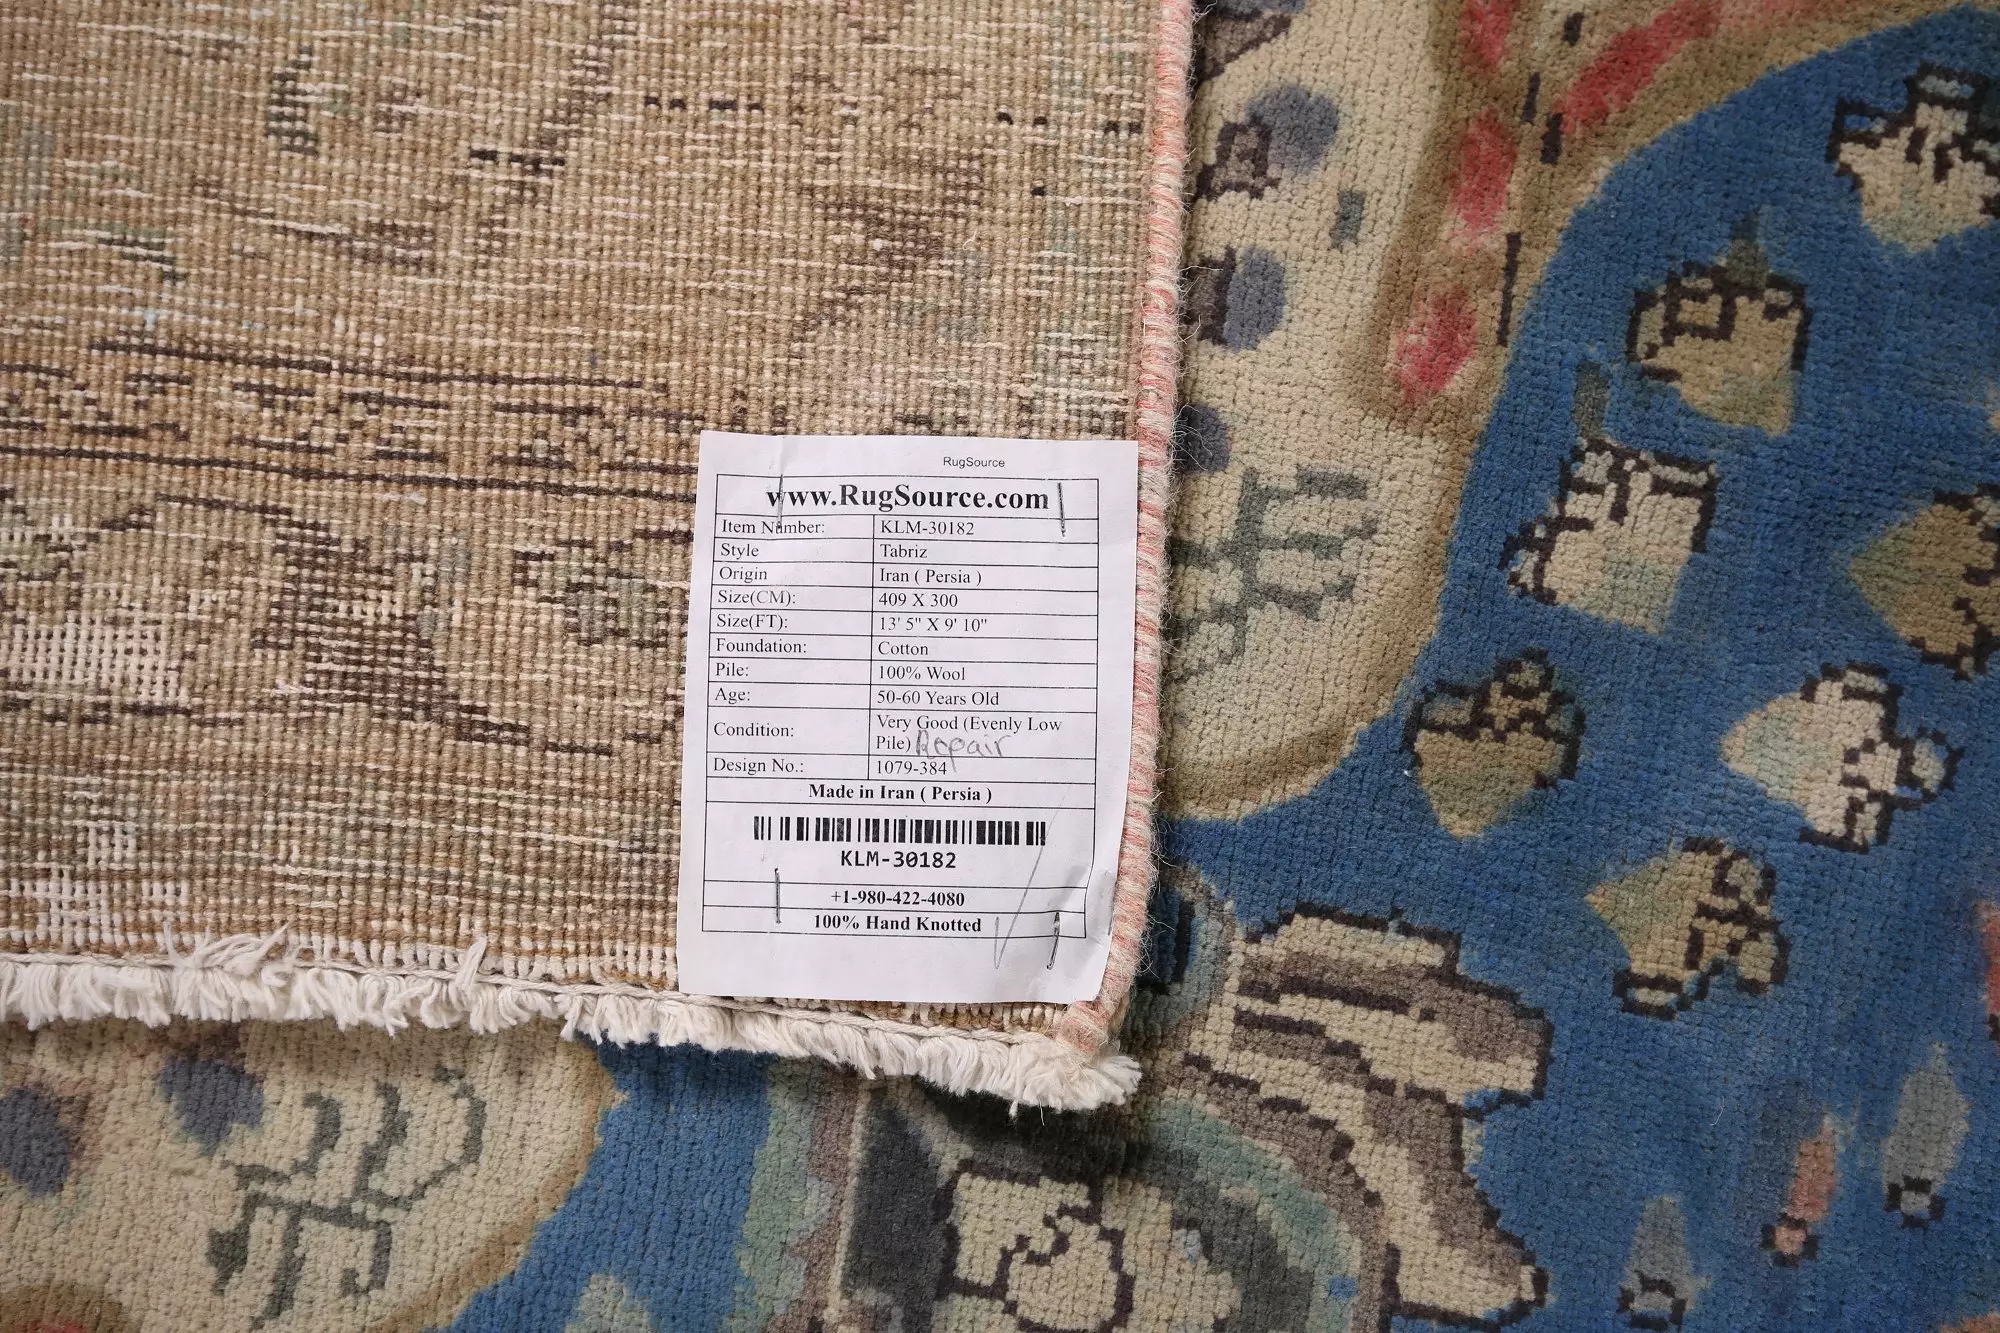 RugSource
www.RugSource.com
Item Number: KLM-30182
Style Tabriz
Origin Iran ( Persia )
Size(CM): 409 X 300
Size(FT): 13' 5" X 9' 10"
Foundation: Cotton
Pile: 100% Wool
Age: 50-60 Years Old
Condition: Very Good (Evenly Low
Pile) Repair
Design No.: 1079-384
Made in Iran ( Persia )
KLM-30182
+1-980-422-4080
100% Hand Knotted